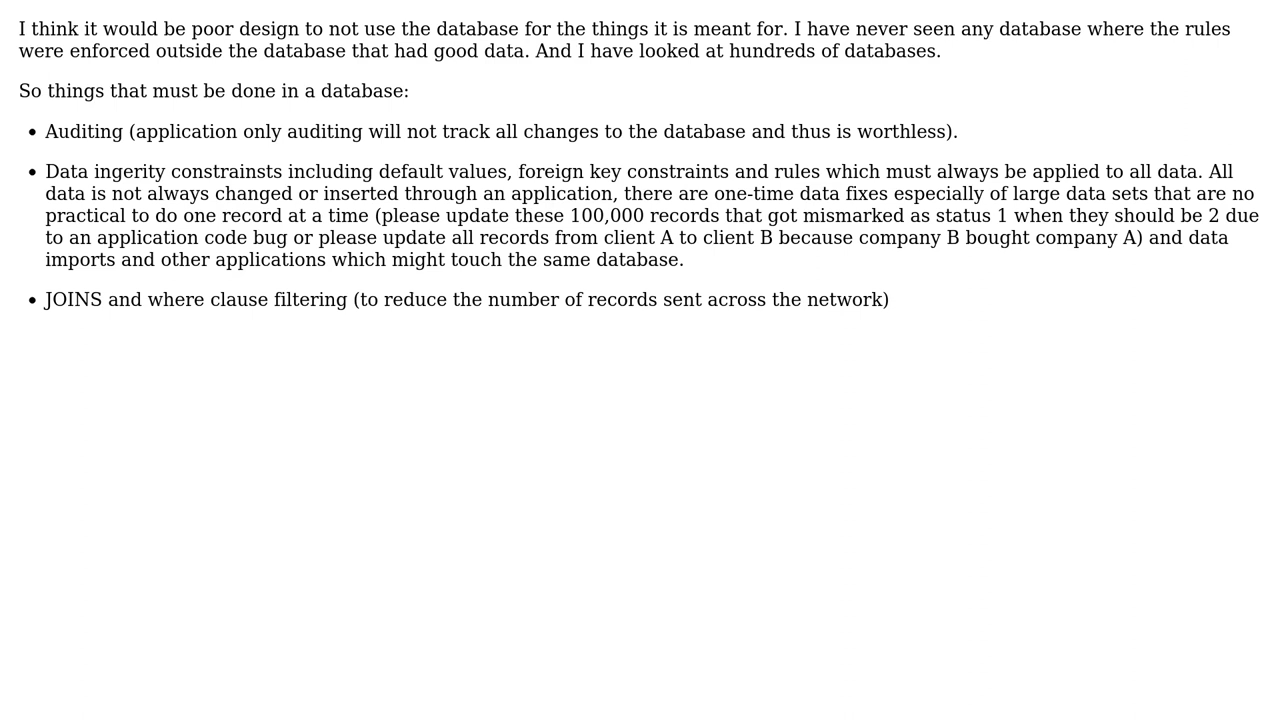 I think it would be poor design to not use the database for the things it is meant for. I have never seen any database where the rules
were enforced outside the database that had good data. And I have looked at hundreds of databases.
So things that must be done in a database:
• Auditing (application only auditing will not track all changes to the database and thus is worthless).
• Data ingerity constrainsts including default values, foreign key constraints and rules which must always be applied to all data. All
data is not always changed or inserted through an application, there are one-time data fixes especially of large data sets that are no
practical to do one record at a time (please update these 100,000 records that got mismarked as status 1 when they should be 2 due
to an application code bug or please update all records from client A to client B because company B bought company A) and data
imports and other applications which might touch the same database.
• JOINS and where clause filtering (to reduce the number of records sent across the network)